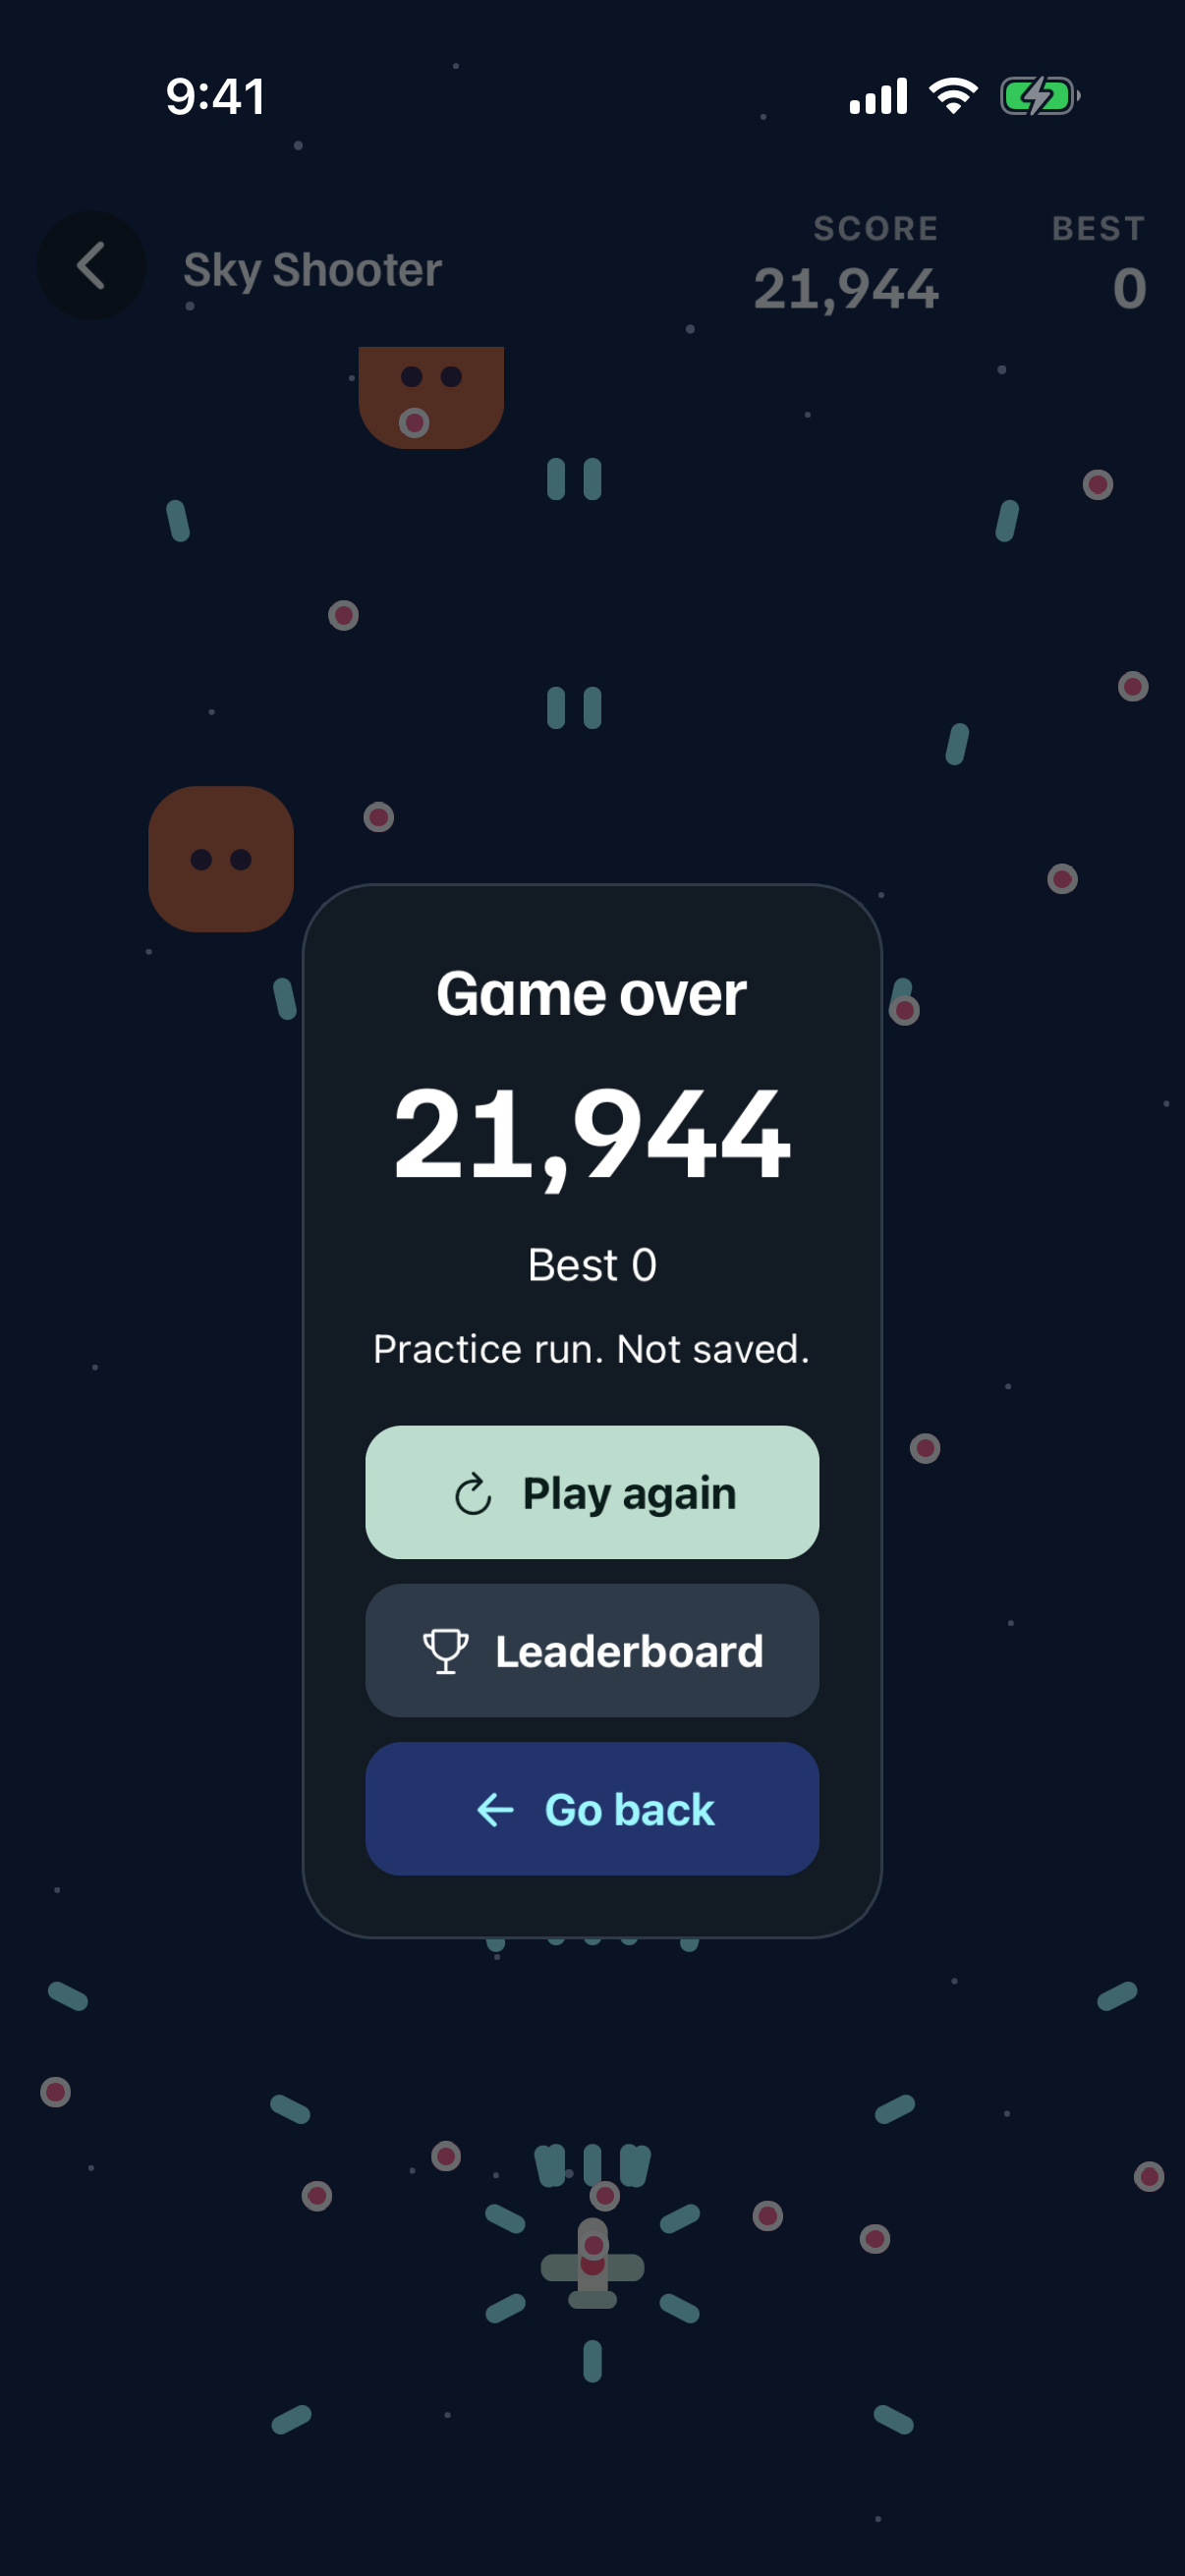 9:41
Sky Shooter
SCORE
21,944
BEST
0
Game over
21,944
Best 0
Practice run. Not saved.
Play again
Leaderboard
Go back